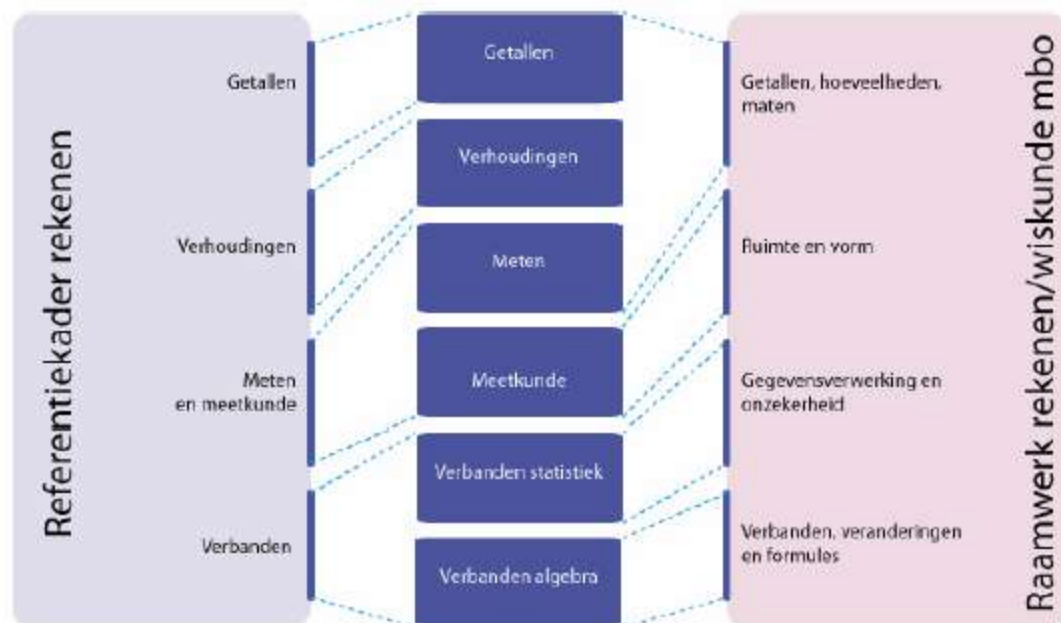 Referentiekader rekenen
Getallen
Verhoudingen
Meten
en meetkunde
Verbanden
Getallen
Verhoudingen
Meten
Meetkunde
Verbanden statistiek
Verbanden algebra
Getallen, hoeveelheden,
maten
Ruimte en vorm
Gegevensverwerking en
onzekerheid
Verbanden, veranderingen
en formules
Raamwerk rekenen/wiskunde mbo